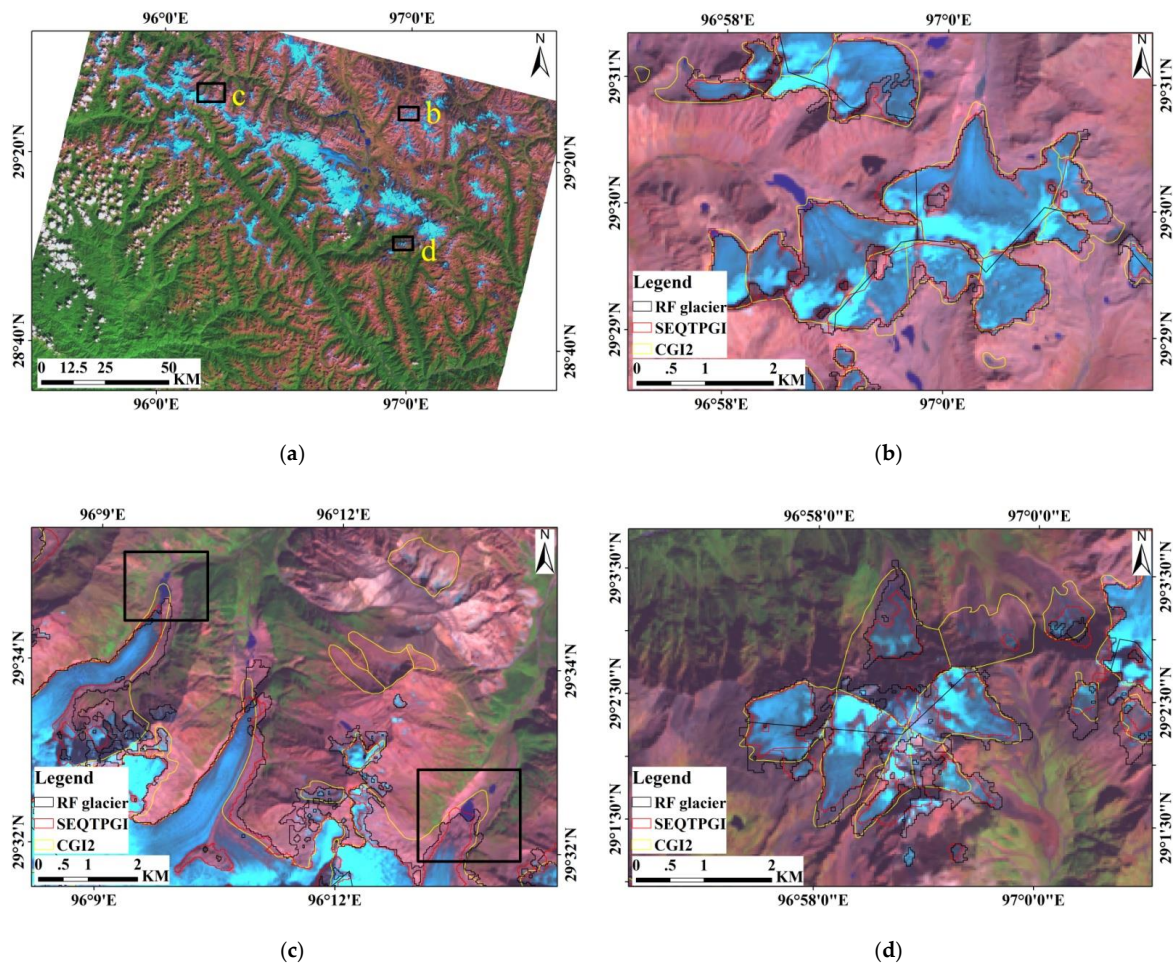 96°0'E 97°0'E
N
c
b
d
29°20'N
29°20'N
28°40'N
28°40'N
0 12.5 25 50
KM
96°0'E 97°0'E
(a)
96°58'E 97°0'E
N
29°31'N
29°31'N
29°30'N
29°30'N
29°29'N
29°29'N
Legend
RF glacier
SEQTPGI
CGI2
0 .5 1 2
KM
96°58'E 97°0'E
(b)
96°9'E 96°12'E
N
29°34'N
29°34'N
29°32'N
29°32'N
Legend
RF glacier
SEQTPGI
CGI2
0 .5 1 2
KM
96°9'E 96°12'E
(c)
96°58'0"E 97°0'0"E
N
29°3'30"N
29°3'30"N
29°2'30"N
29°2'30"N
29°1'30"N
29°1'30"N
Legend
RF glacier
SEQTPGI
CGI2
0 .5 1 2
KM
96°58'0"E 97°0'0"E
(d)